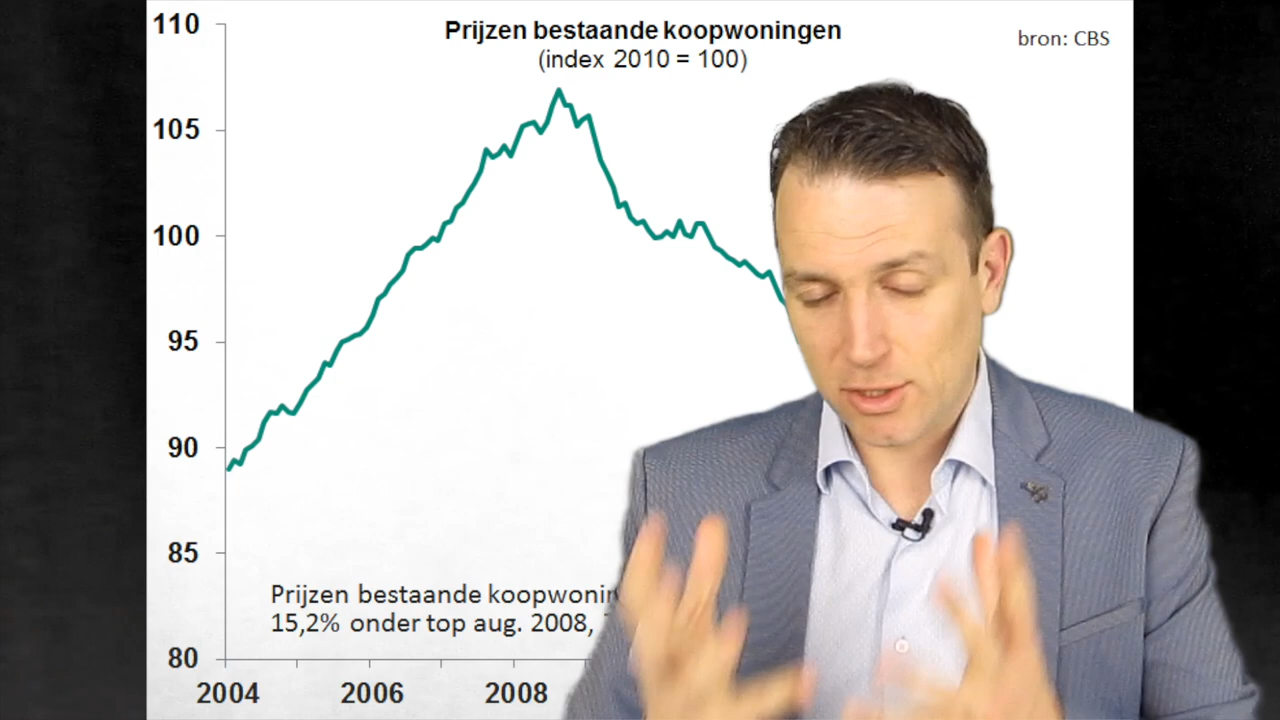 Prijzen bestaande koopwoningen
(index 2010 = 100)
bron: CBS
110
105
100
95
90
85
80
Prijzen bestaande
15,2% onder top aug. 2008,
2004 2006 2008